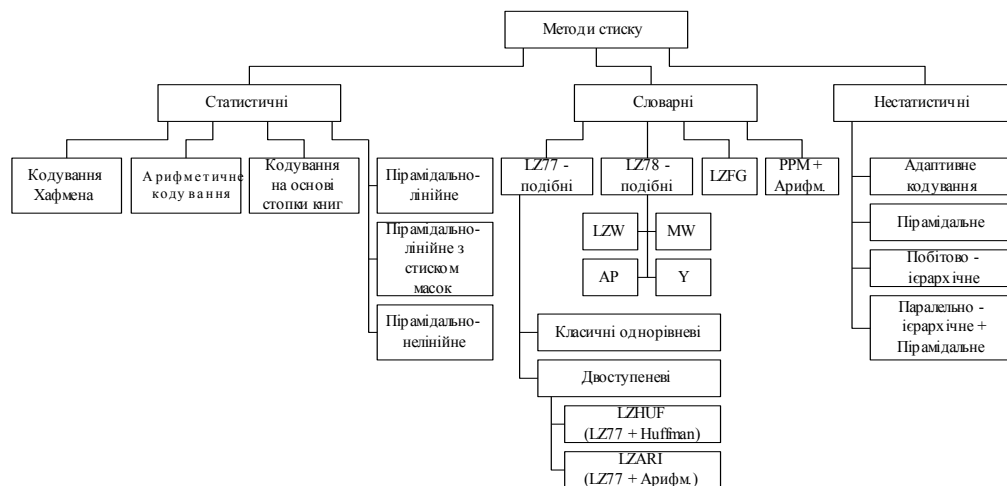 Методи стиску
Статистичні
Словарні
Нестатистичні
Кодування
Хафмена
Арифметичне
кодування
Кодування
на основі
стопки книг
Пірамідально-
лінійне
Пірамідально-
лінійне з
стиском
масок
Пірамідально-
нелінійне
LZ77 -
подібні
LZ78 -
подібні
LZFG
PPM +
Арифм.
LZW
MW
AP
Y
Класичні однорівневі
Двоступеневі
LZHUF
(LZ77 + Huffman)
LZARI
(LZ77 + Арифм.)
Адаптивне
кодування
Пірамідальне
Побітово -
ієрархічне
Паралельно -
ієрархічне +
Пірамідальне